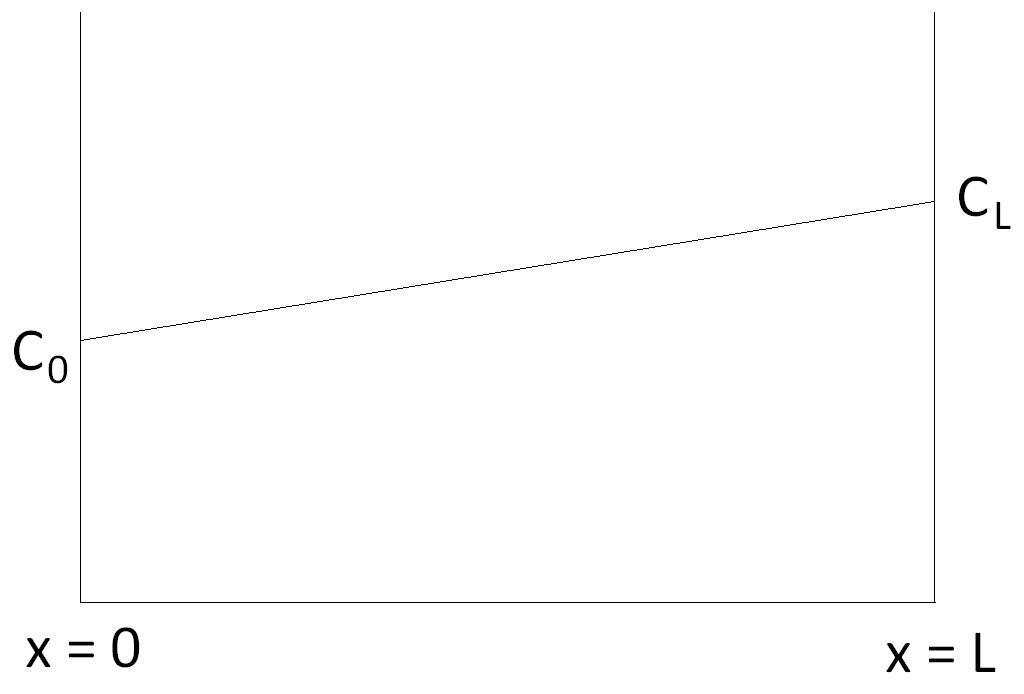 C_L
C_0
x = 0
x = L